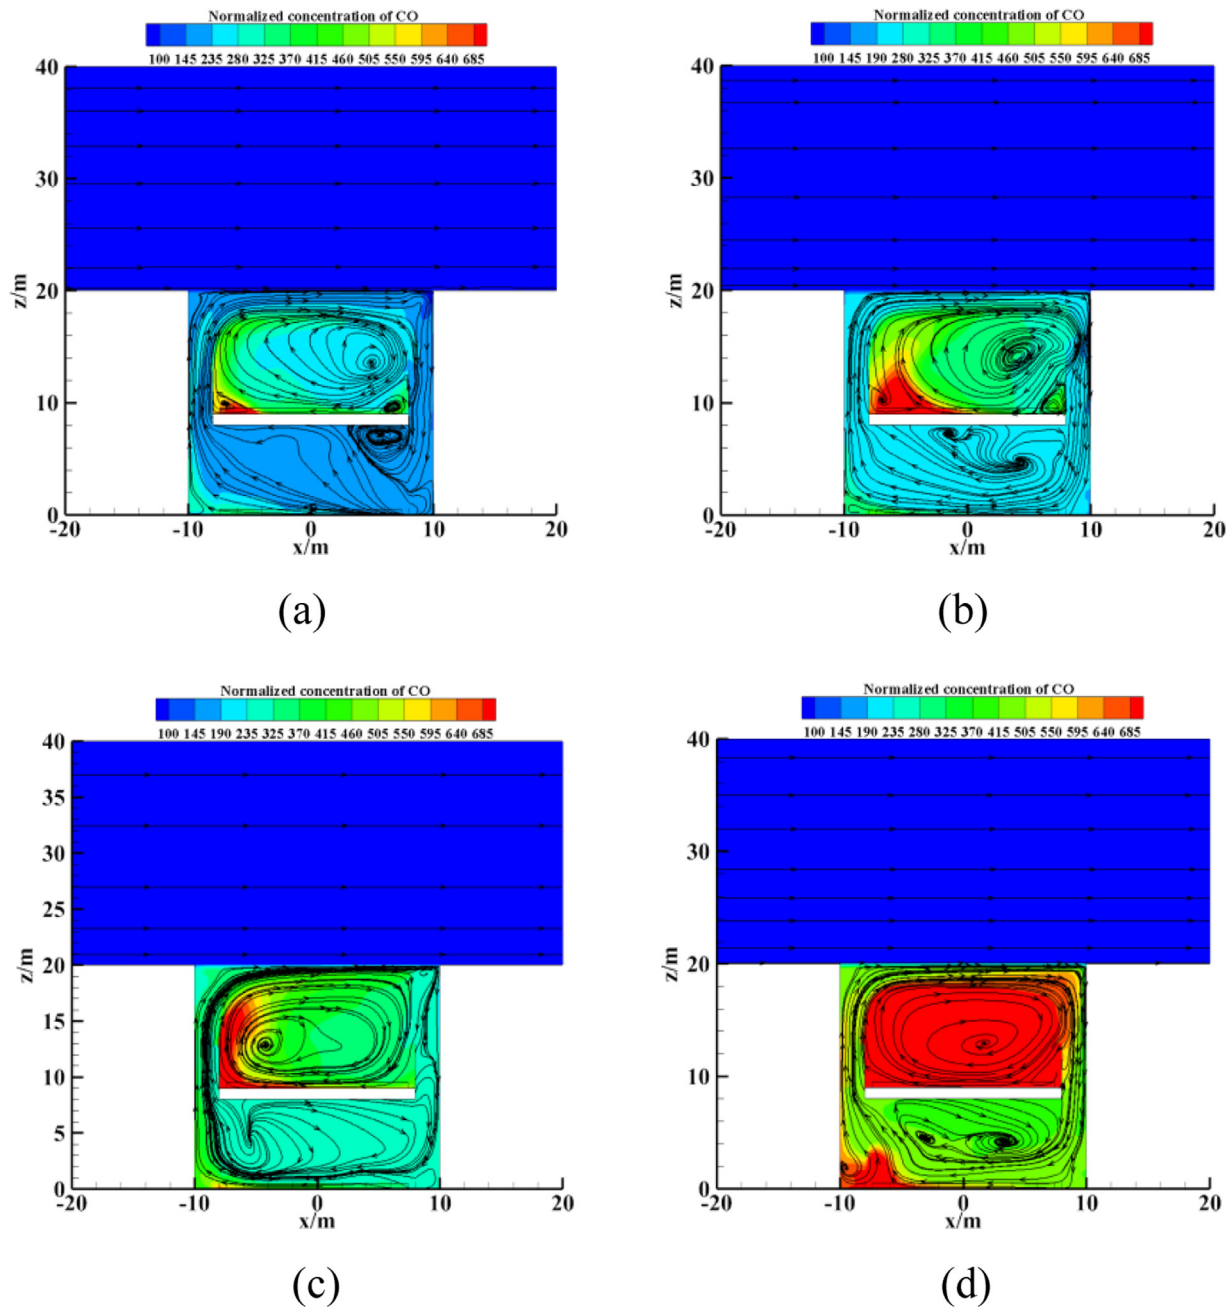 Normalized concentration of CO
100 145 235 280 325 370 415 460 505 550 595 640 685
40
30
20
10
0
z/m
-20 -10 0 10 20
x/m
(a)
Normalized concentration of CO
100 145 190 280 325 370 415 460 505 550 595 640 685
40
30
20
10
0
z/m
-20 -10 0 10 20
x/m
(b)
Normalized concentration of CO
100 145 190 235 325 370 415 460 505 550 595 640 685
40
35
30
25
20
15
10
5
0
z/m
-20 -10 0 10 20
x/m
(c)
Normalized concentration of CO
100 145 190 235 280 325 370 415 505 550 595 640 685
40
30
20
10
0
z/m
-20 -10 0 10 20
x/m
(d)